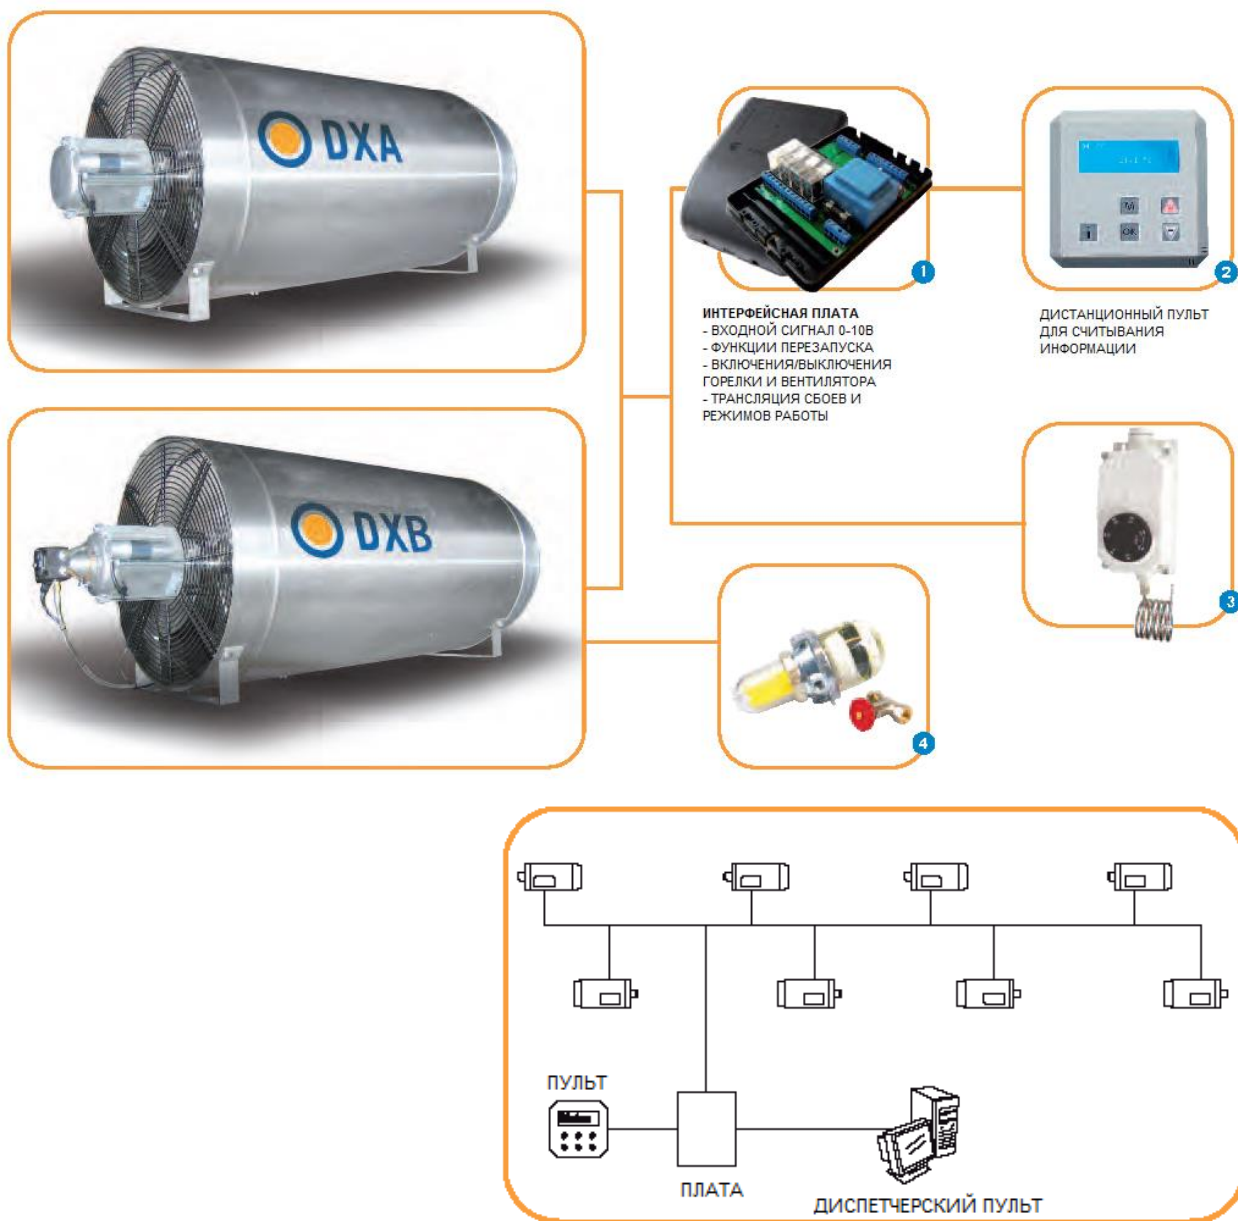 DXA
1
2
ИНТЕРФЕЙСНАЯ ПЛАТА
- ВХОДНОЙ СИГНАЛ 0-10В
- ФУНКЦИИ ПЕРЕЗАПУСКА
- ВКЛЮЧЕНИЯ/ВЫКЛЮЧЕНИЯ
ГОРЕЛКИ И ВЕНТИЛЯТОРА
- ТРАНСЛЯЦИЯ СБОЕВ И
РЕЖИМОВ РАБОТЫ
ДИСТАНЦИОННЫЙ ПУЛЬТ
ДЛЯ СЧИТЫВАНИЯ
ИНФОРМАЦИИ
DXB
3
4
ПУЛЬТ
ПЛАТА
ДИСПЕТЧЕРСКИЙ ПУЛЬТ